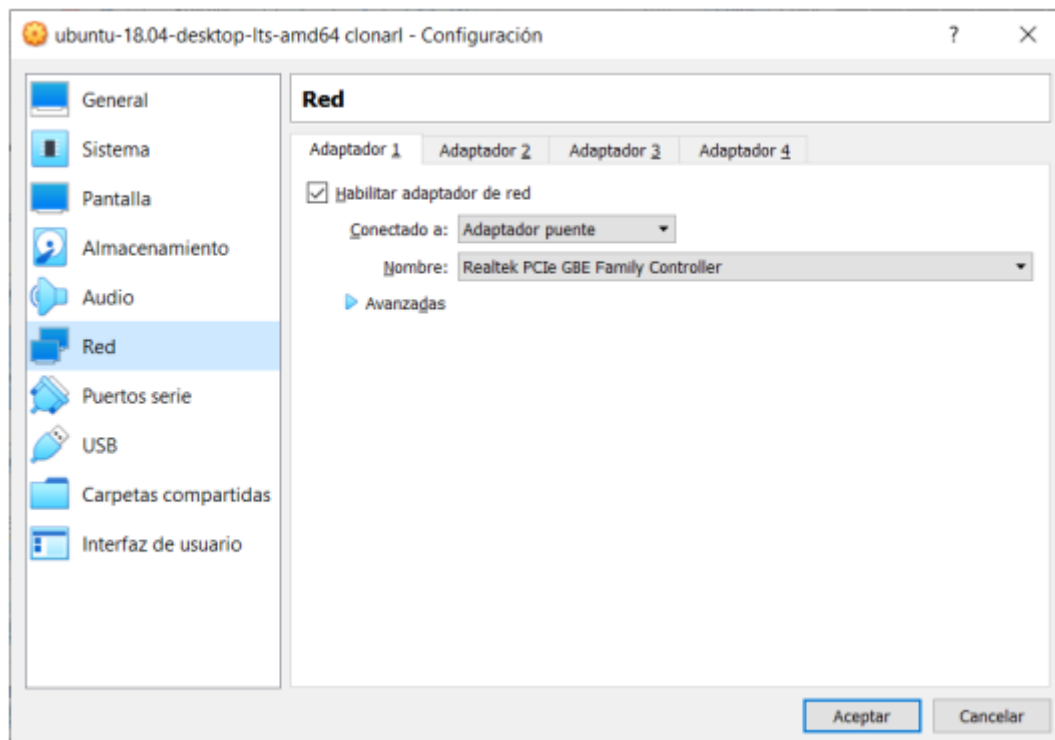 ubuntu-18.04-desktop-lts-amd64 clonarl - Configuración ?
General
Sistema
Pantalla
Almacenamiento
Audio
Red
Puertos serie
USB
Carpetas compartidas
Interfaz de usuario
Red
Adaptador 1 Adaptador 2 Adaptador 3 Adaptador 4
Habilitar adaptador de red
Conectado a: Adaptador puente
Nombre: Realtek PCIe GBE Family Controller
Avanzadas
Aceptar Cancelar